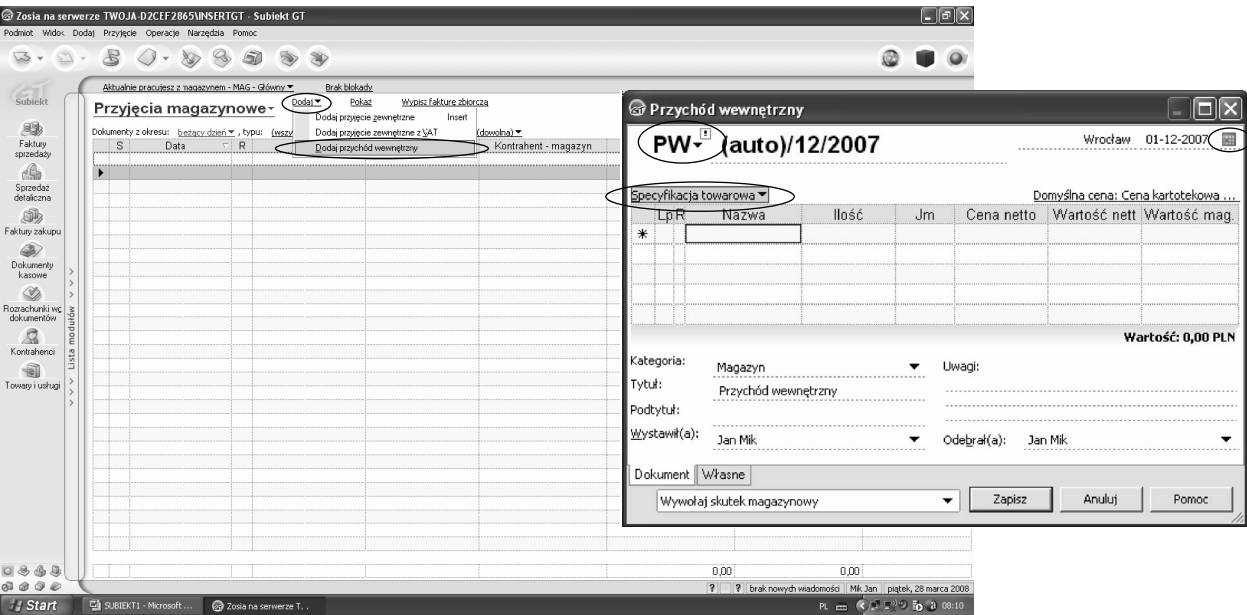 Zosia na serwerze TWOJA-D2CEF2865\INSERTGT - Subiekt GT
Podmiot Widok Dodaj Przyjęcie Operacje Narzędzia Pomoc
GT
Subiekt
Aktualnie pracujesz z magazynem - MAG - Główny
Brak blokady
Przyjęcia magazynowe
Dodaj
Pokaż
Wypisz fakturę zbiorczą
Dodaj przyjęcie zewnętrzne Insert
Dodaj przyjęcie zewnętrzne z VAT
Dodaj przychód wewnętrzny
Dokumenty z okresu: bieżący dzień , typu: (wszy
(dowolna)
S Data R
Kontrahent - magazyn
Faktury
sprzedaży
Sprzedaż
detaliczna
Faktury zakupu
Dokumenty
kasowe
Rozrachunki wg
dokumentów
Kontrahenci
Towary i usługi
Lista modułów
0,00 0,00
? ? brak nowych wiadomości Mik Jan piątek, 28 marca 2008
Start
SUBIEKT1 - Microsoft ...
Zosia na serwerze T...
PL
08:10
Przychód wewnętrzny
PW- (auto)/12/2007
Wrocław 01-12-2007
Specyfikacja towarowa
Domyślna cena: Cena kartotekowa ...
Lp R Nazwa Ilość Jm Cena netto Wartość nett Wartość mag.
Wartość: 0,00 PLN
Kategoria: Magazyn
Uwagi:
Tytuł: Przychód wewnętrzny
Podtytuł:
Wystawił(a): Jan Mik
Odebrał(a): Jan Mik
Dokument Własne
Wywołaj skutek magazynowy
Zapisz Anuluj Pomoc